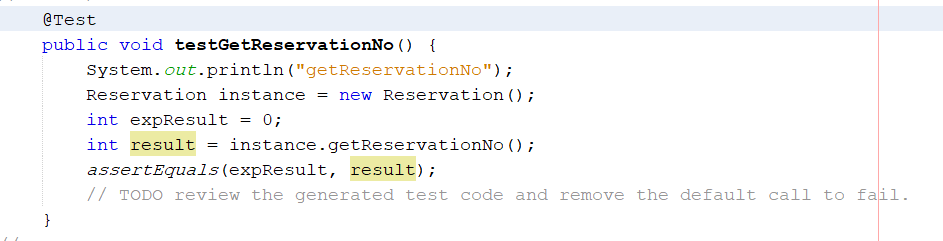 @Test
public void testGetReservationNo() {
System.out.println("getReservationNo");
Reservation instance = new Reservation();
int expResult = 0;
int result = instance.getReservationNo();
assertEquals(expResult, result);
// TODO review the generated test code and remove the default call to fail.
}
//